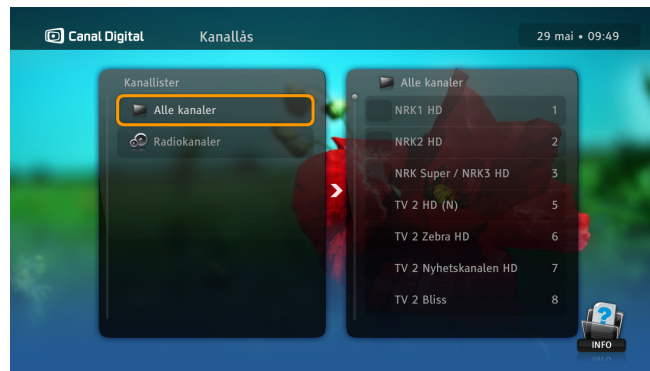 Canal Digital Kanallås 29 mai • 09:49
Kanallister
Alle kanaler
Radiokanaler
Alle kanaler
NRK1 HD 1
NRK2 HD 2
NRK Super / NRK3 HD 3
TV 2 HD (N) 5
TV 2 Zebra HD 6
TV 2 Nyhetskanalen HD 7
TV 2 Bliss 8
?
INFO